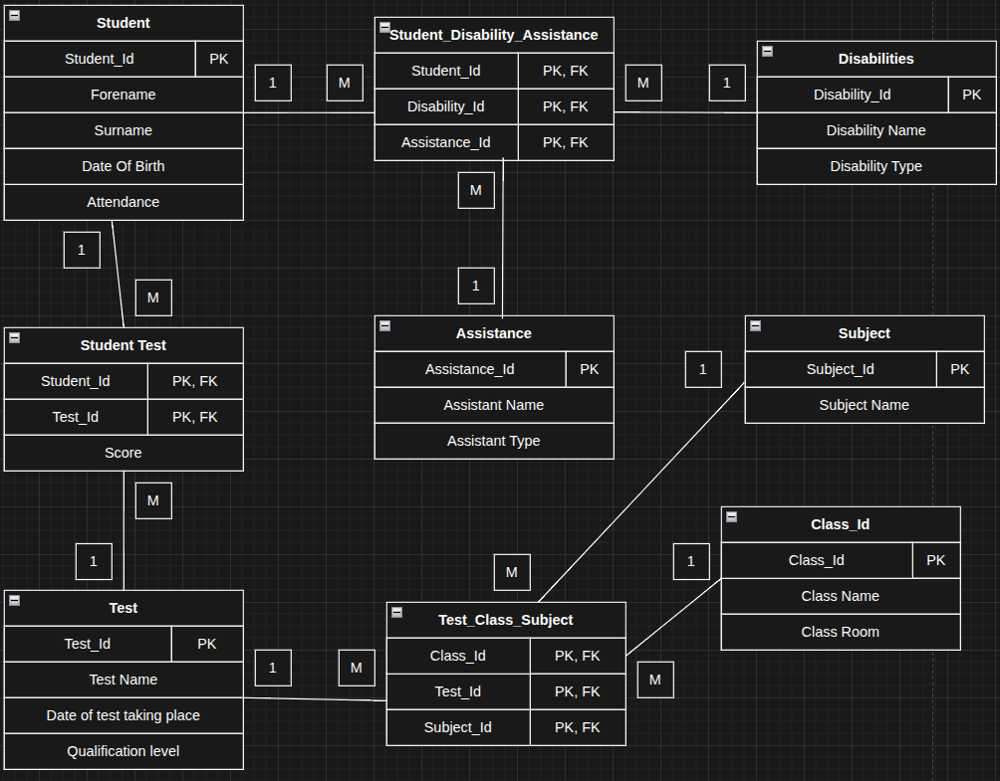 Student
Student_Id PK
Forename
Surname
Date Of Birth
Attendance
1
M
Student_Disability_Assistance
Student_Id PK, FK
Disability_Id PK, FK
Assistance_Id PK, FK
M
1
Disabilities
Disability_Id PK
Disability Name
Disability Type
1
M
M
1
Student Test
Student_Id PK, FK
Test_Id PK, FK
Score
Assistance
Assistance_Id PK
Assistant Name
Assistant Type
1
Subject
Subject_Id PK
Subject Name
M
1
M
1
Class_Id
Class_Id PK
Class Name
Class Room
Test
Test_Id PK
Test Name
Date of test taking place
Qualification level
1
M
Test_Class_Subject
Class_Id PK, FK
Test_Id PK, FK
Subject_Id PK, FK
M